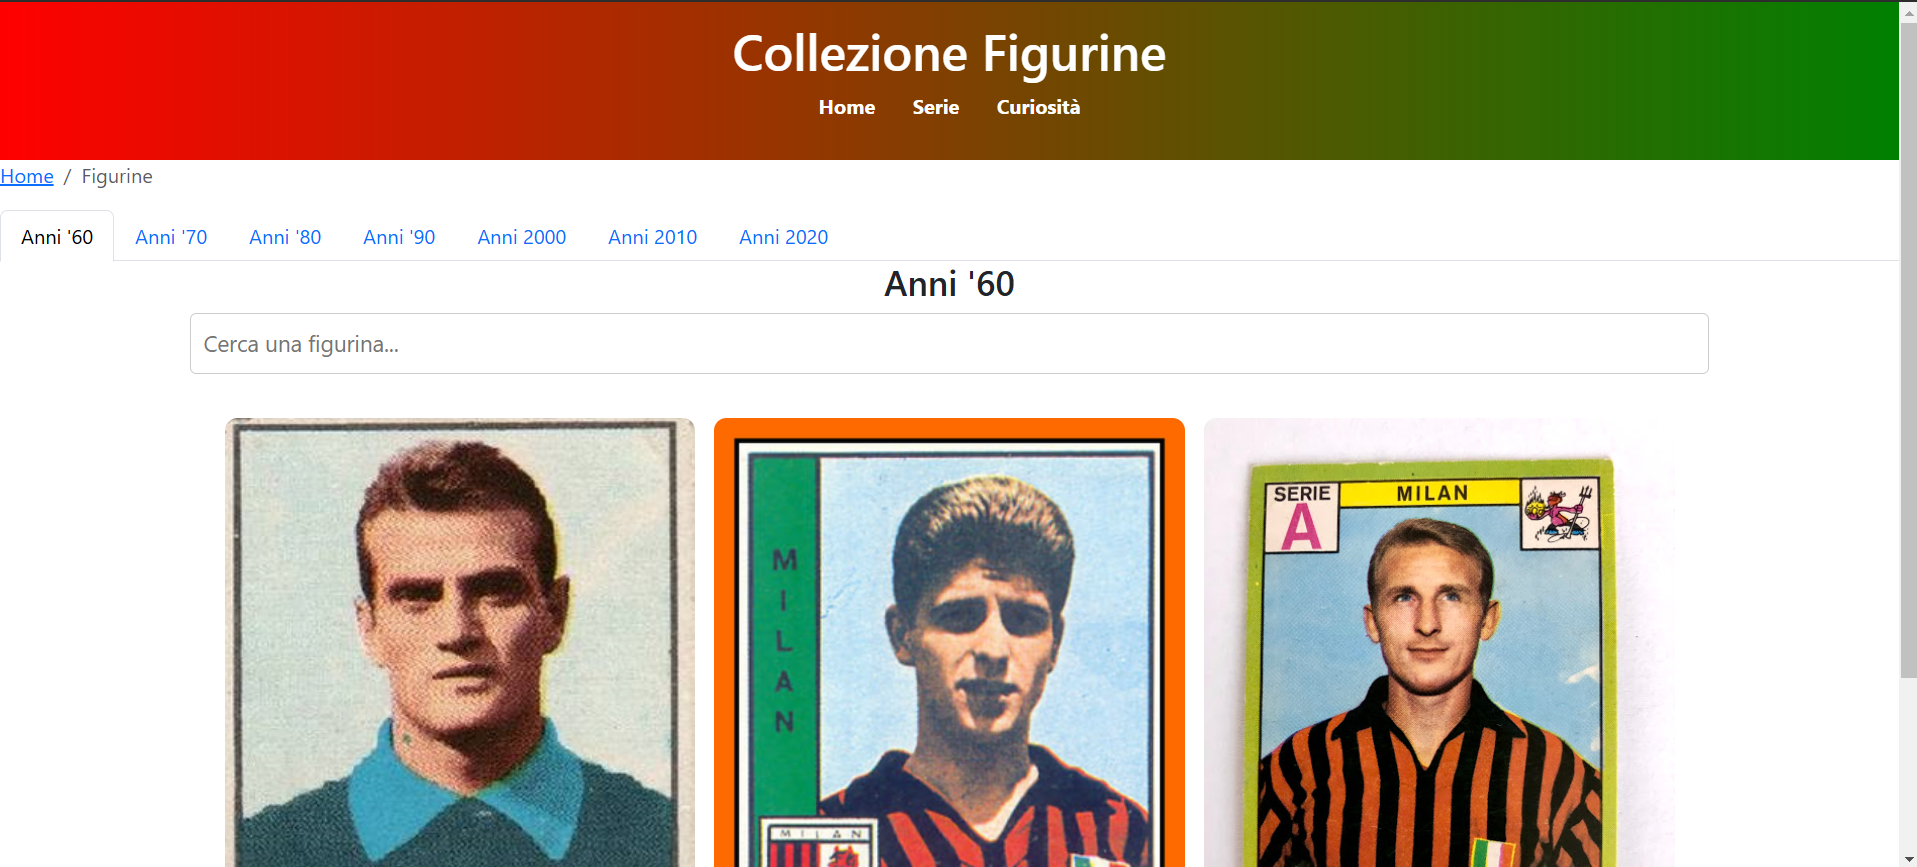 Collezione Figurine
Home Serie Curiosità
Home / Figurine
Anni '60 Anni '70 Anni '80 Anni '90 Anni 2000 Anni 2010 Anni 2020
Anni '60
Cerca una figurina...
MILAN
MILAN
SERIE A
MILAN